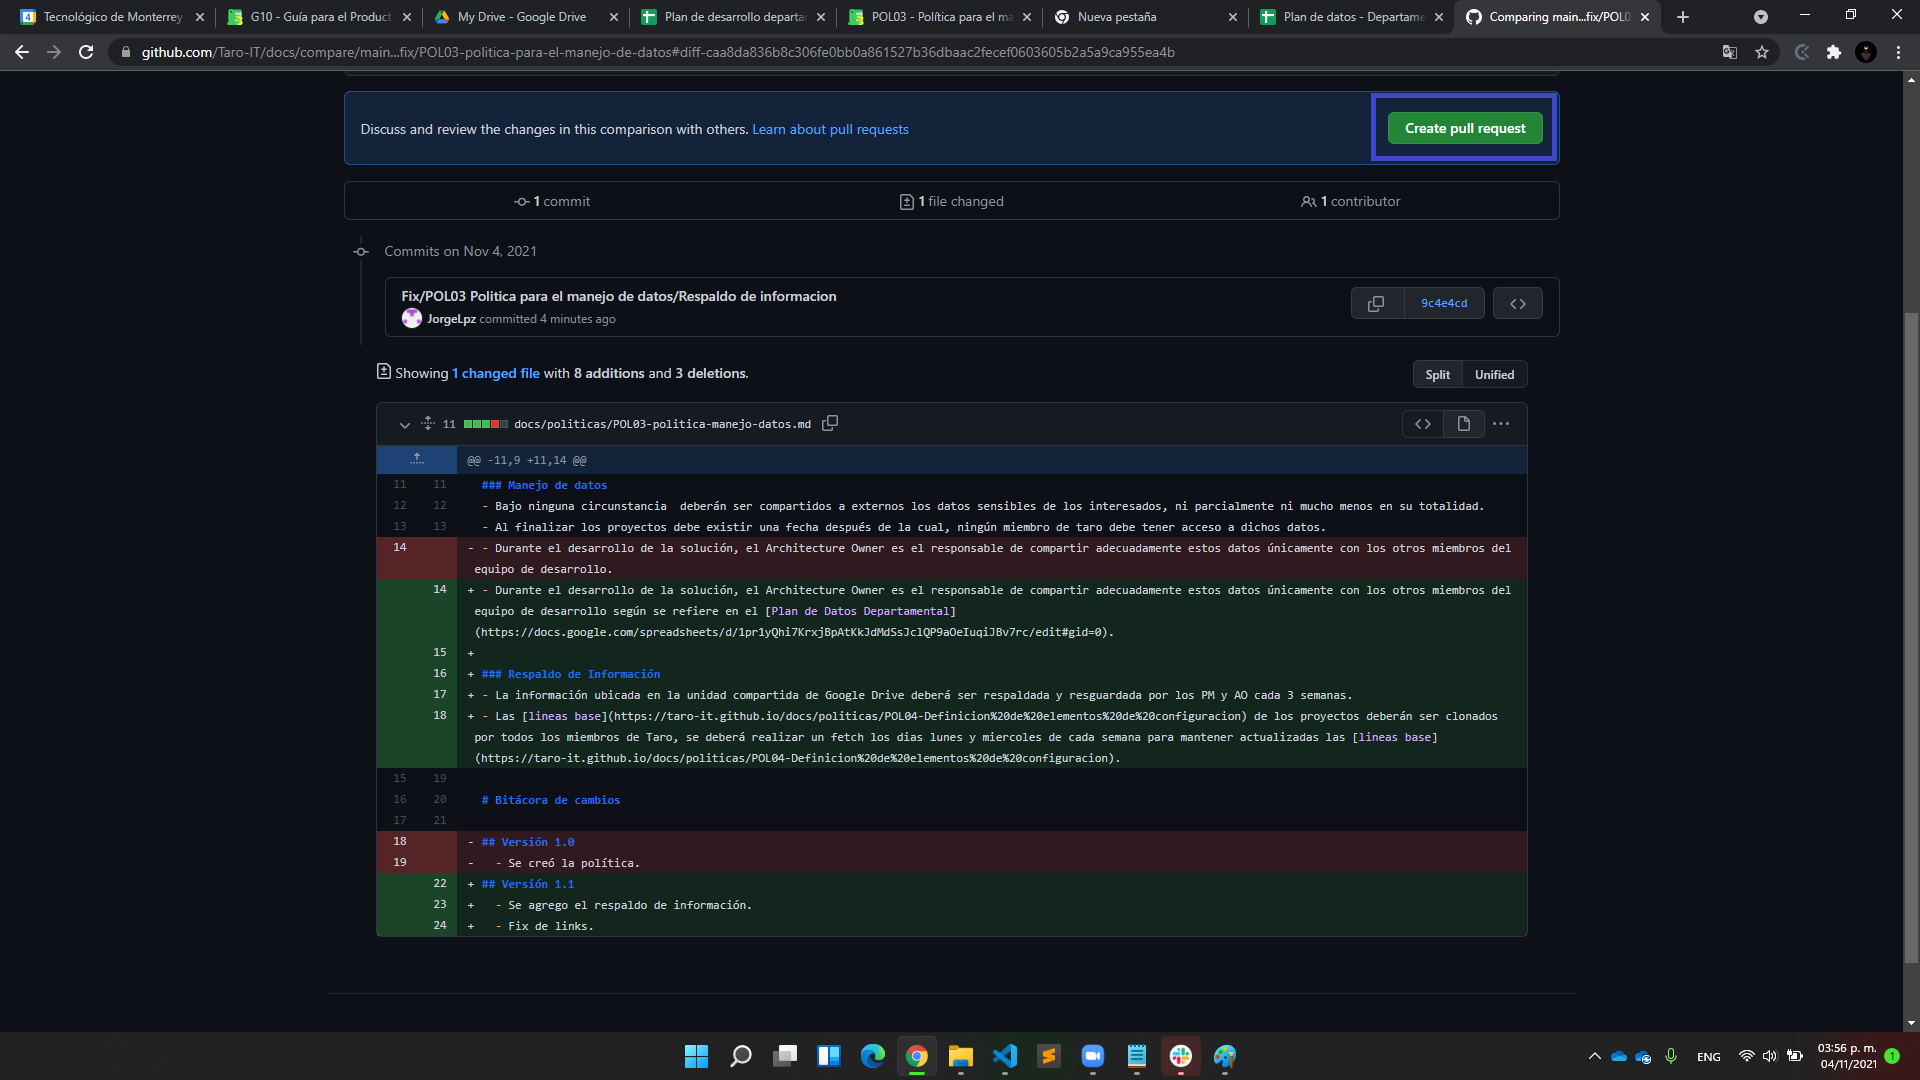 Tecnológico de Monterrey
G10 - Guía para el Product
My Drive - Google Drive
Plan de desarrollo departar
POL03 - Política para el ma
Nueva pestaña
Plan de datos - Departame
Comparing main...fix/POL0
github.com/Taro-IT/docs/compare/main...fix/POL03-politica-para-el-manejo-de-datos#diff-caa8da836b8c306fe0bb0a861527b36dbaac2fecef0603605b2a5a9ca955ea4b
Discuss and review the changes in this comparison with others. Learn about pull requests
Create pull request
1 commit
1 file changed
1 contributor
Commits on Nov 4, 2021
Fix/POL03 Politica para el manejo de datos/Respaldo de informacion
JorgeLpz committed 4 minutes ago
9c4e4cd
Showing 1 changed file with 8 additions and 3 deletions.
Split
Unified
11 docs/politicas/POL03-politica-manejo-datos.md
@@ -11,9 +11,14 @@
11 11 ### Manejo de datos
12 12 - Bajo ninguna circunstancia  deberán ser compartidos a externos los datos sensibles de los interesados, ni parcialmente ni mucho menos en su totalidad.
13 13 - Al finalizar los proyectos debe existir una fecha después de la cual, ningún miembro de taro debe tener acceso a dichos datos.
14 - - Durante el desarrollo de la solución, el Architecture Owner es el responsable de compartir adecuadamente estos datos únicamente con los otros miembros del
equipo de desarrollo.
14 + - Durante el desarrollo de la solución, el Architecture Owner es el responsable de compartir adecuadamente estos datos únicamente con los otros miembros del
equipo de desarrollo según se refiere en el [Plan de Datos Departamental]
(https://docs.google.com/spreadsheets/d/1pr1yQhi7KrxjBpAtKkJdMdSsJclQP9aOeIuqiJBv7rc/edit#gid=0).
15 +
16 + ### Respaldo de Información
17 + - La información ubicada en la unidad compartida de Google Drive deberá ser respaldada y resguardada por los PM y AO cada 3 semanas.
18 + - Las [lineas base](https://taro-it.github.io/docs/politicas/POL04-Definicion%20de%20elementos%20de%20configuracion) de los proyectos deberán ser clonados
por todos los miembros de Taro, se deberá realizar un fetch los dias lunes y miercoles de cada semana para mantener actualizadas las [lineas base]
(https://taro-it.github.io/docs/politicas/POL04-Definicion%20de%20elementos%20de%20configuracion).
15 19
16 20 # Bitácora de cambios
17 21
18 - ## Versión 1.0
19 - - Se creó la política.
22 + ## Versión 1.1
23 + - Se agrego el respaldo de información.
24 + - Fix de links.
ENG
03:56 p. m.
04/11/2021
1